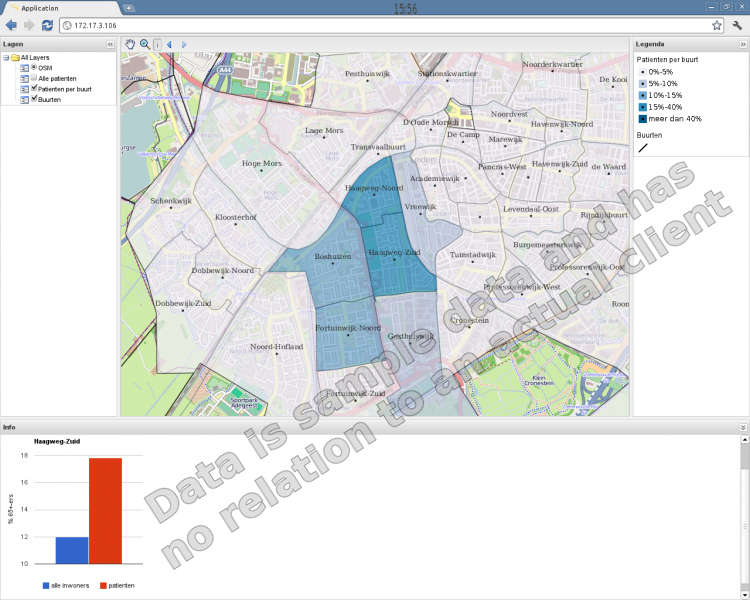 Application
15:56
172.17.3.106
Lagen
All Layers
OSM
Alle patienten
Patienten per buurt
Buurten
Legenda
Patienten per buurt
0%-5%
5%-10%
10%-15%
15%-40%
meer dan 40%
Buurten
A44
Pesthuiswijk
Stationskwartier
Noorderkwartier
De Kooi
Lage Mors
D'Oude Morsch
Noordvest
Havenwijk-Noord
De Camp
Marewijk
Transvaalbuurt
Hoge Mors
Pancras-West
Havenwijk-Zuid
de Waard
Academiewijk
Haagweg-Noord
Schenkwijk
Kloosterhof
Vreewijk
Levendaal-Oost
Rijndijkbuurt
Boshuizen
Haagweg-Zuid
Tuinstadwijk
Burgemeesterswijk
Dobbewijk-Noord
Professorenwijk-Oost
Professorenwijk-West
Dobbewijk-Zuid
Roon
Fortuinwijk-Noord
Gasthuiswijk
Cronestein
Noord-Hofland
Klein
Cronestein
Fortuinwijk-Zuid
Sportpark
Adegeest
Data is sample data and has
no relation to an actual client
Info
Haagweg-Zuid
18
16
14
12
10
% 65+-ers
alle inwoners
patienten